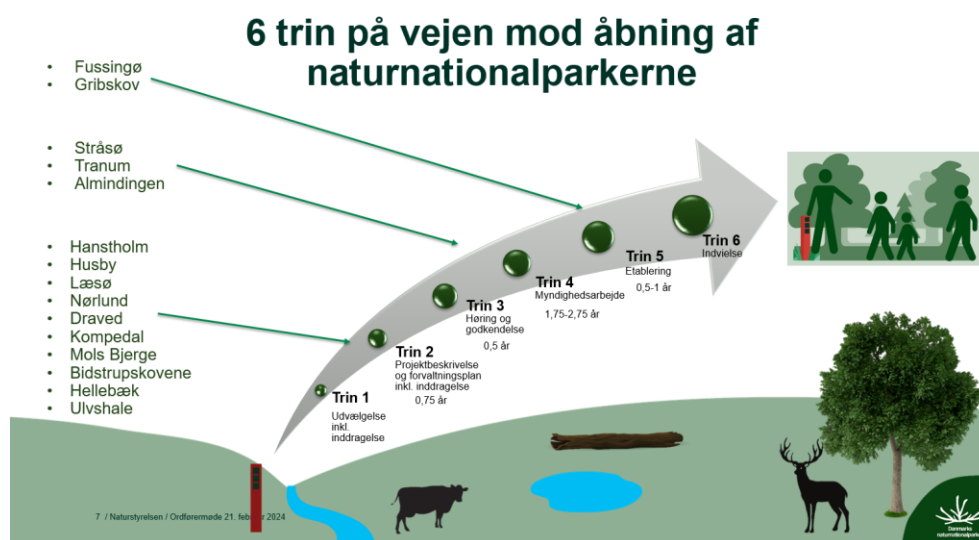 6 trin på vejen mod åbning af
naturnationalparkerne
• Fussingø
• Gribskov
• Stråsø
• Tranum
• Almindingen
• Hanstholm
• Husby
• Læsø
• Nørlund
• Draved
• Kompedal
• Mols Bjerge
• Bidstrupskovene
• Hellebæk
• Ulvshale
Trin 1
Udvælgelse
inkl.
inddragelse
Trin 2
Projektbeskrivelse
og forvaltningsplan
inkl. inddragelse
0,75 år
Trin 3
Høring og
godkendelse
0,5 år
Trin 4
Myndighedsarbejde
1,75-2,75 år
Trin 5
Etablering
0,5-1 år
Trin 6
Indvielse
7 / Naturstyrelsen / Ordførermøde 21. februar 2024
Danmarks
naturnationalparker